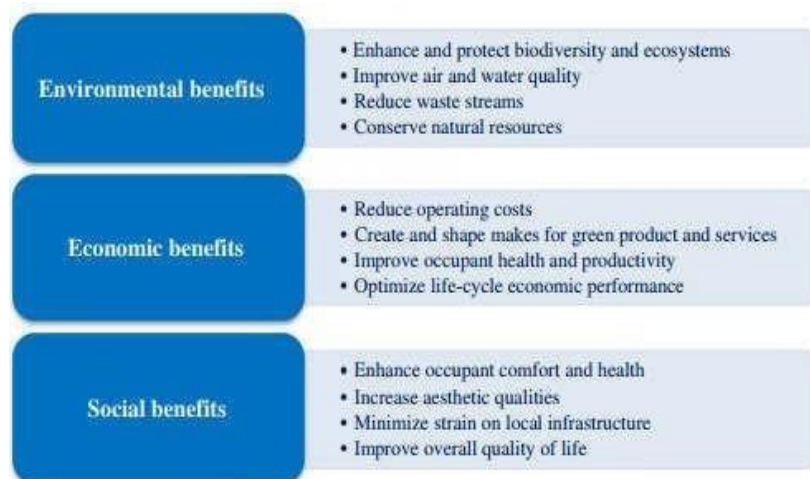 Environmental benefits
• Enhance and protect biodiversity and ecosystems
• Improve air and water quality
• Reduce waste streams
• Conserve natural resources
Economic benefits
• Reduce operating costs
• Create and shape makes for green product and services
• Improve occupant health and productivity
• Optimize life-cycle economic performance
Social benefits
• Enhance occupant comfort and health
• Increase aesthetic qualities
• Minimize strain on local infrastructure
• Improve overall quality of life